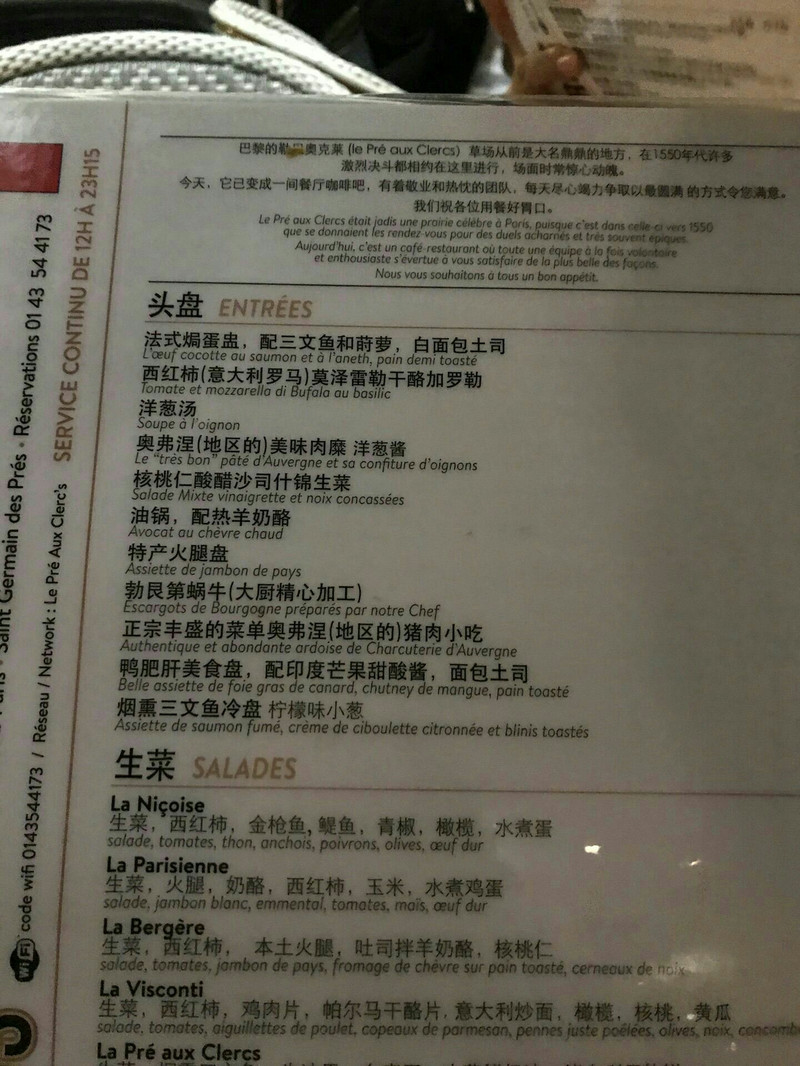 巴黎的勒 奥克莱 (le Pré aux Clercs) 草场从前是大名鼎鼎的地方，在1550年代许多
激烈决斗都相约在这里进行，场面时常惊心动魄。
今天，它已变成一间餐厅咖啡吧，有着敬业和热忱的团队，每天尽心竭力争取以最圆满的方式令您满意。
我们祝各位用餐好胃口。
Le Pré aux Clercs était jadis une prairie célèbre à Paris, puisque c'est dans celle-ci vers 1550
que se donnaient les rendez-vous pour des duels acharnés et très souvent épiques.
Aujourd'hui, c'est un café-restaurant où toute une équipe à la fois volontaire
et enthousiaste s'évertue à vous satisfaire de la plus belle des façons.
Nous vous souhaitons à tous un bon appétit.
头盘 ENTRÉES
法式焗蛋盅，配三文鱼和莳萝，白面包土司
L'œuf cocotte au saumon et à l'aneth, pain demi toasté
西红柿(意大利罗马)莫泽雷勒干酪加罗勒
Tomate et mozzarella di Bufala au basilic
洋葱汤
Soupe à l'oignon
奥弗涅(地区的)美味肉糜 洋葱酱
Le "très bon" pâté d'Auvergne et sa confiture d'oignons
核桃仁酸醋沙司什锦生菜
Salade Mixte vinaigrette et noix concassées
油锅，配热羊奶酪
Avocat au chèvre chaud
特产火腿盘
Assiette de jambon de pays
勃艮第蜗牛(大厨精心加工)
Escargots de Bourgogne préparés par notre Chef
正宗丰盛的菜单奥弗涅(地区的)猪肉小吃
Authentique et abondante ardoise de Charcuterie d'Auvergne
鸭肥肝美食盘，配印度芒果甜酸酱，面包土司
Belle assiette de foie gras de canard, chutney de mangue, pain toasté
烟熏三文鱼冷盘 柠檬味小葱
Assiette de saumon fumé, crème de ciboulette citronnée et blinis toastés
生菜 SALADES
La Niçoise
生菜，西红柿，金枪鱼, 鳀鱼，青椒，橄榄，水煮蛋
salade, tomates, thon, anchois, poivrons, olives, œuf dur
La Parisienne
生菜，火腿，奶酪，西红柿，玉米，水煮鸡蛋
salade, jambon blanc, emmental, tomates, maïs, œuf dur
La Bergère
生菜，西红柿， 本土火腿，吐司拌羊奶酪，核桃仁
salade, tomates, jambon de pays, fromage de chèvre sur pain toasté, cerneaux de noix
La Visconti
生菜，西红柿，鸡肉片，帕尔马干酪片, 意大利炒面，橄榄，核桃，黄瓜
salade, tomates, aiguillettes de poulet, copeaux de parmesan, pennes juste poêlées, olives, noix, concomb
La Pré aux Clercs
Saint Germain des Prés • Réservations 01 43 54 41 73
WiFi code wifi 0143544173 / Réseau / Network : Le Pré Aux Clerc's
SERVICE CONTINU DE 12H À 23H15